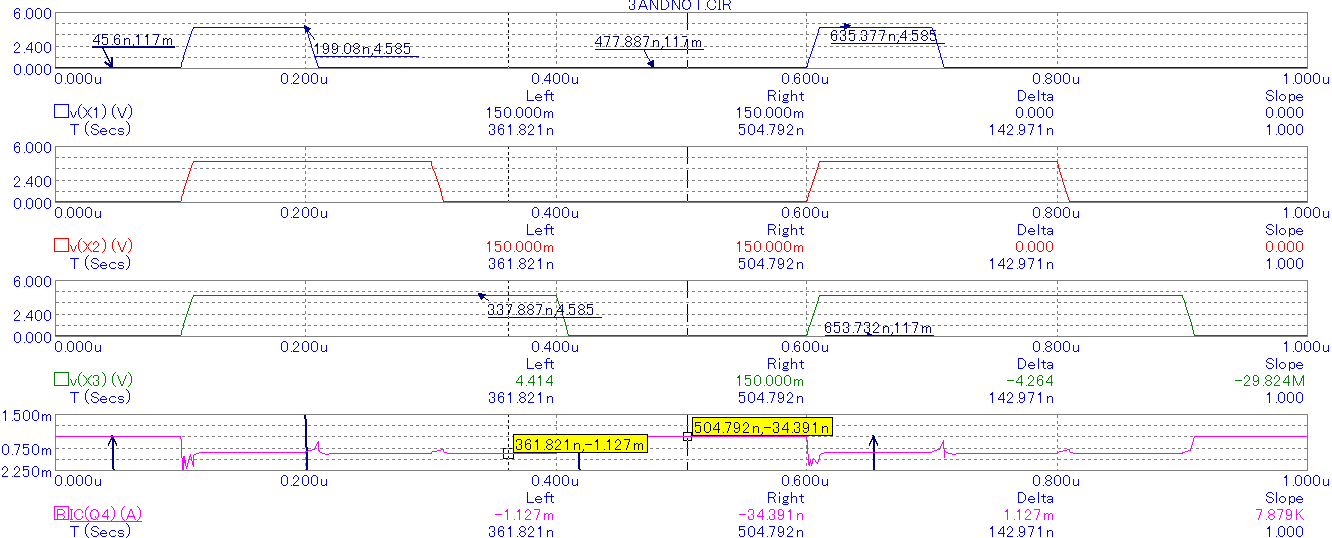 3ANDNOT.CIR
6.000
2.400
0.000
45.6n,117m
199.08n,4.585
477.887n,117m
635.377n,4.585
0.000u 0.200u 0.400u 0.600u 0.800u 1.000u
Left Right Delta Slope
v(X1) (V) 150.000m 150.000m 0.000 0.000
T (Secs) 361.821n 504.792n 142.971n 1.000
6.000
2.400
0.000
0.000u 0.200u 0.400u 0.600u 0.800u 1.000u
Left Right Delta Slope
v(X2) (V) 150.000m 150.000m 0.000 0.000
T (Secs) 361.821n 504.792n 142.971n 1.000
6.000
2.400
0.000
337.887n,4.585
653.732n,117m
0.000u 0.200u 0.400u 0.600u 0.800u 1.000u
Left Right Delta Slope
v(X3) (V) 4.414 150.000m -4.264 -29.824M
T (Secs) 361.821n 504.792n 142.971n 1.000
1.500m
0.750m
2.250m
361.821n,-1.127m
504.792n,-34.391n
0.000u 0.200u 0.400u 0.600u 0.800u 1.000u
Left Right Delta Slope
B IC(Q4) (A) -1.127m -34.391n 1.127m 7.879K
T (Secs) 361.821n 504.792n 142.971n 1.000